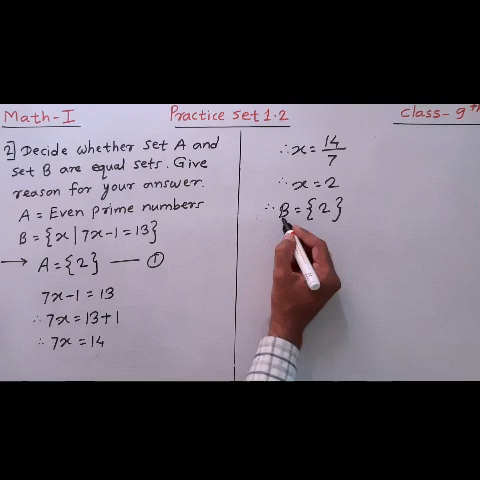 Math-I
Practice set 1.2
Class-9th
2] Decide whether set A and
set B are equal sets. Give
reason for your answer.
A = Even prime numbers
B = {x | 7x-1 = 13}
→ A = {2} — ①
7x-1 = 13
∴ 7x = 13+1
∴ 7x = 14
∴ x = 14/7
∴ x = 2
∴ B = {2}